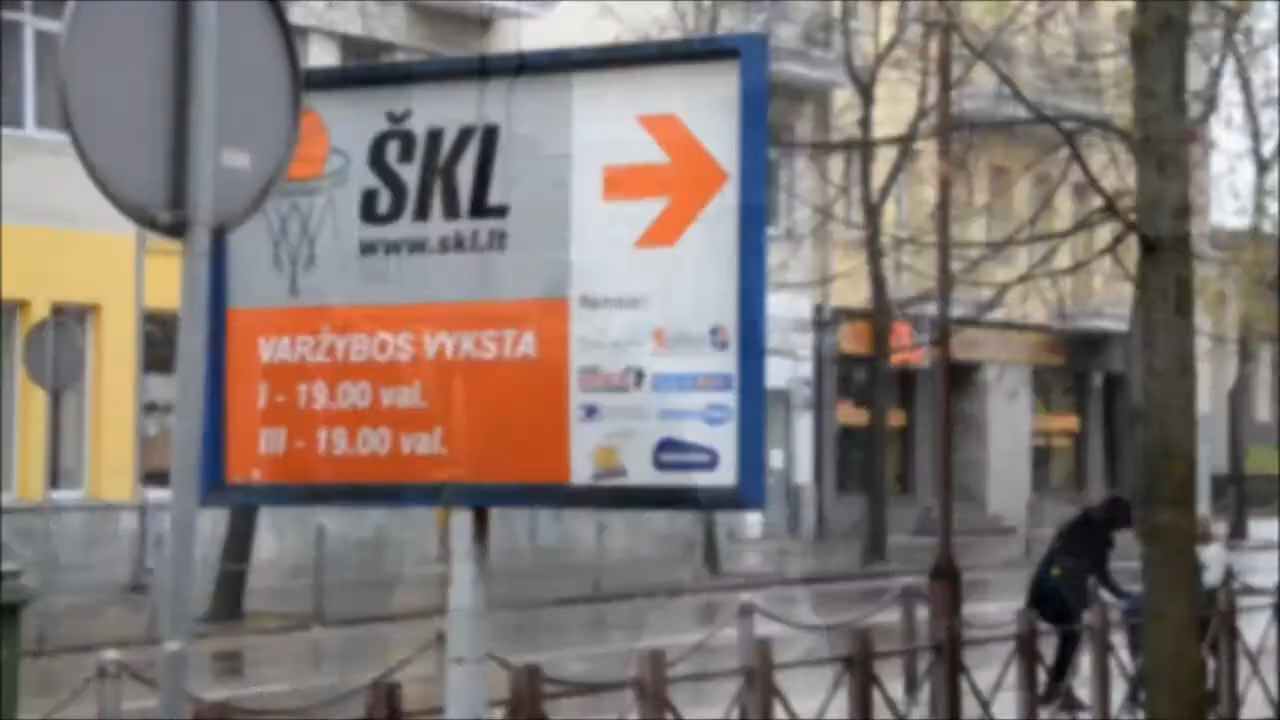 ŠKL
www.skl.lt
VARŽYBOS VYKSTA
I - 19.00 val.
III - 19.00 val.